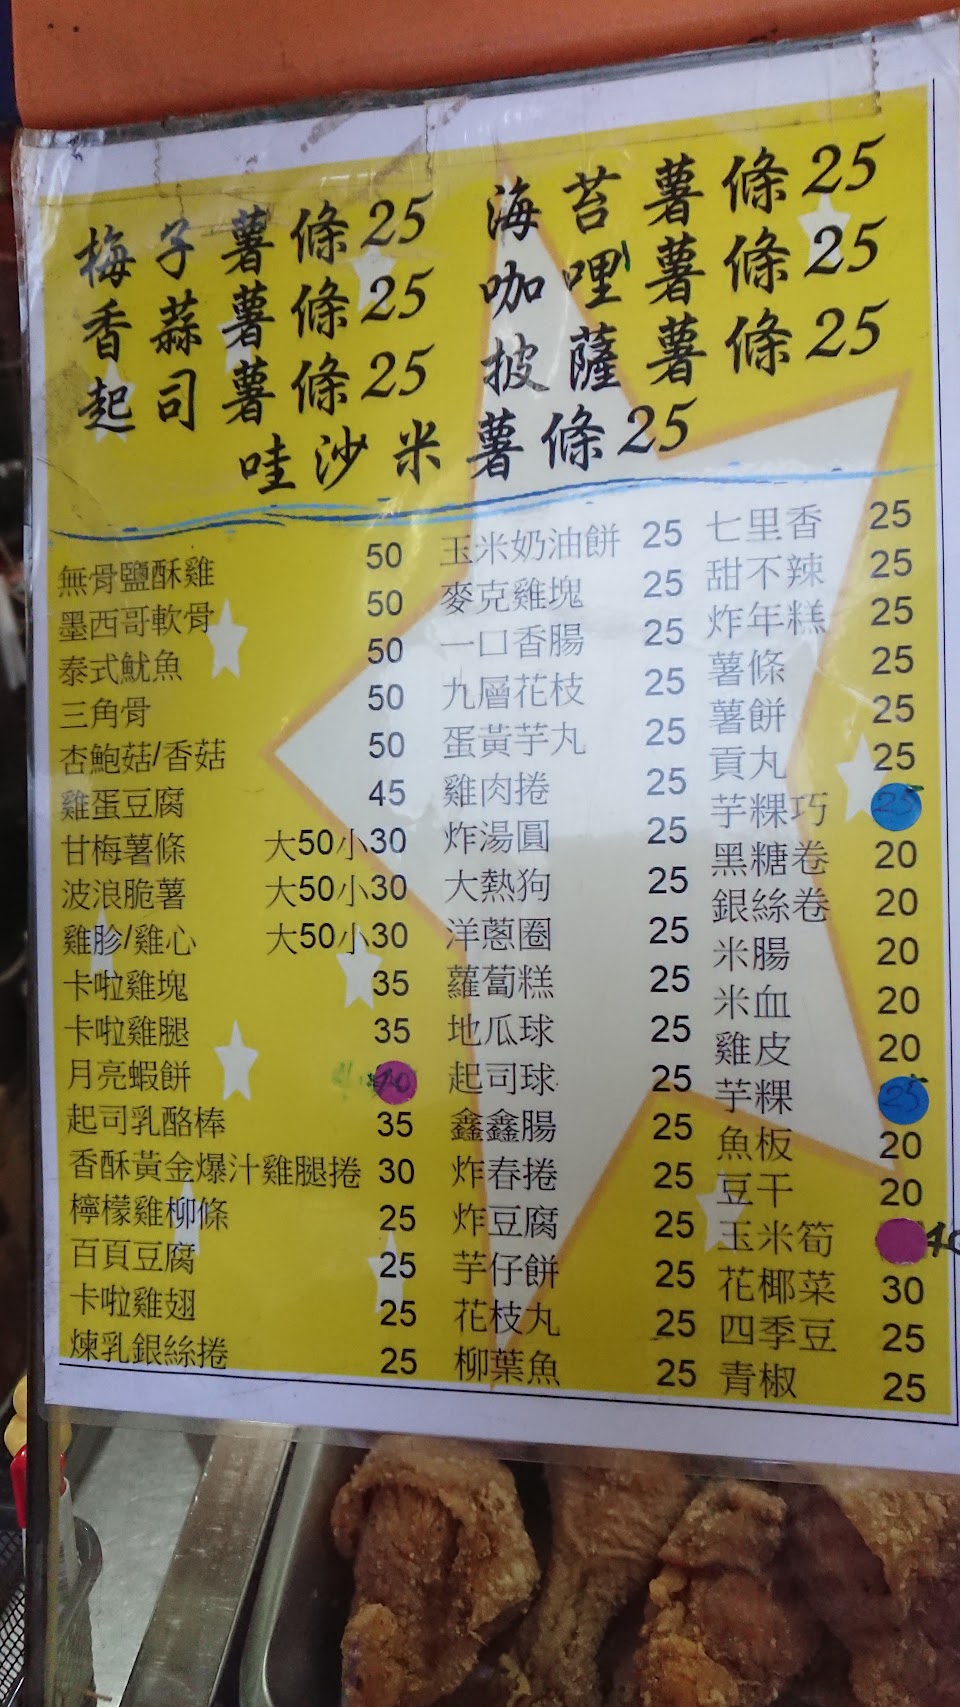 梅子薯條25 海苔薯條25
香蒜薯條25 咖哩薯條25
起司薯條25 披薩薯條25
哇沙米薯條25
無骨鹽酥雞 50
墨西哥軟骨 50
泰式魷魚 50
三角骨 50
杏鮑菇/香菇 50
雞蛋豆腐 45
甘梅薯條 大50小30
波浪脆薯 大50小30
雞胗/雞心 大50小30
卡啦雞塊 35
卡啦雞腿 35
月亮蝦餅 40
起司乳酪棒 35
香酥黃金爆汁雞腿捲 30
檸檬雞柳條 25
百頁豆腐 25
卡啦雞翅 25
煉乳銀絲捲 25
玉米奶油餅 25
麥克雞塊 25
一口香腸 25
九層花枝 25
蛋黃芋丸 25
雞肉捲 25
炸湯圓 25
大熱狗 25
洋蔥圈 25
蘿蔔糕 25
地瓜球 25
起司球 25
鑫鑫腸 25
炸春捲 25
炸豆腐 25
芋仔餅 25
花枝丸 25
柳葉魚 25
七里香 25
甜不辣 25
炸年糕 25
薯條 25
薯餅 25
貢丸 25
芋粿巧 25
黑糖卷 20
銀絲卷 20
米腸 20
米血 20
雞皮 20
芋粿 25
魚板 20
豆干 20
玉米筍 40
花椰菜 30
四季豆 25
青椒 25